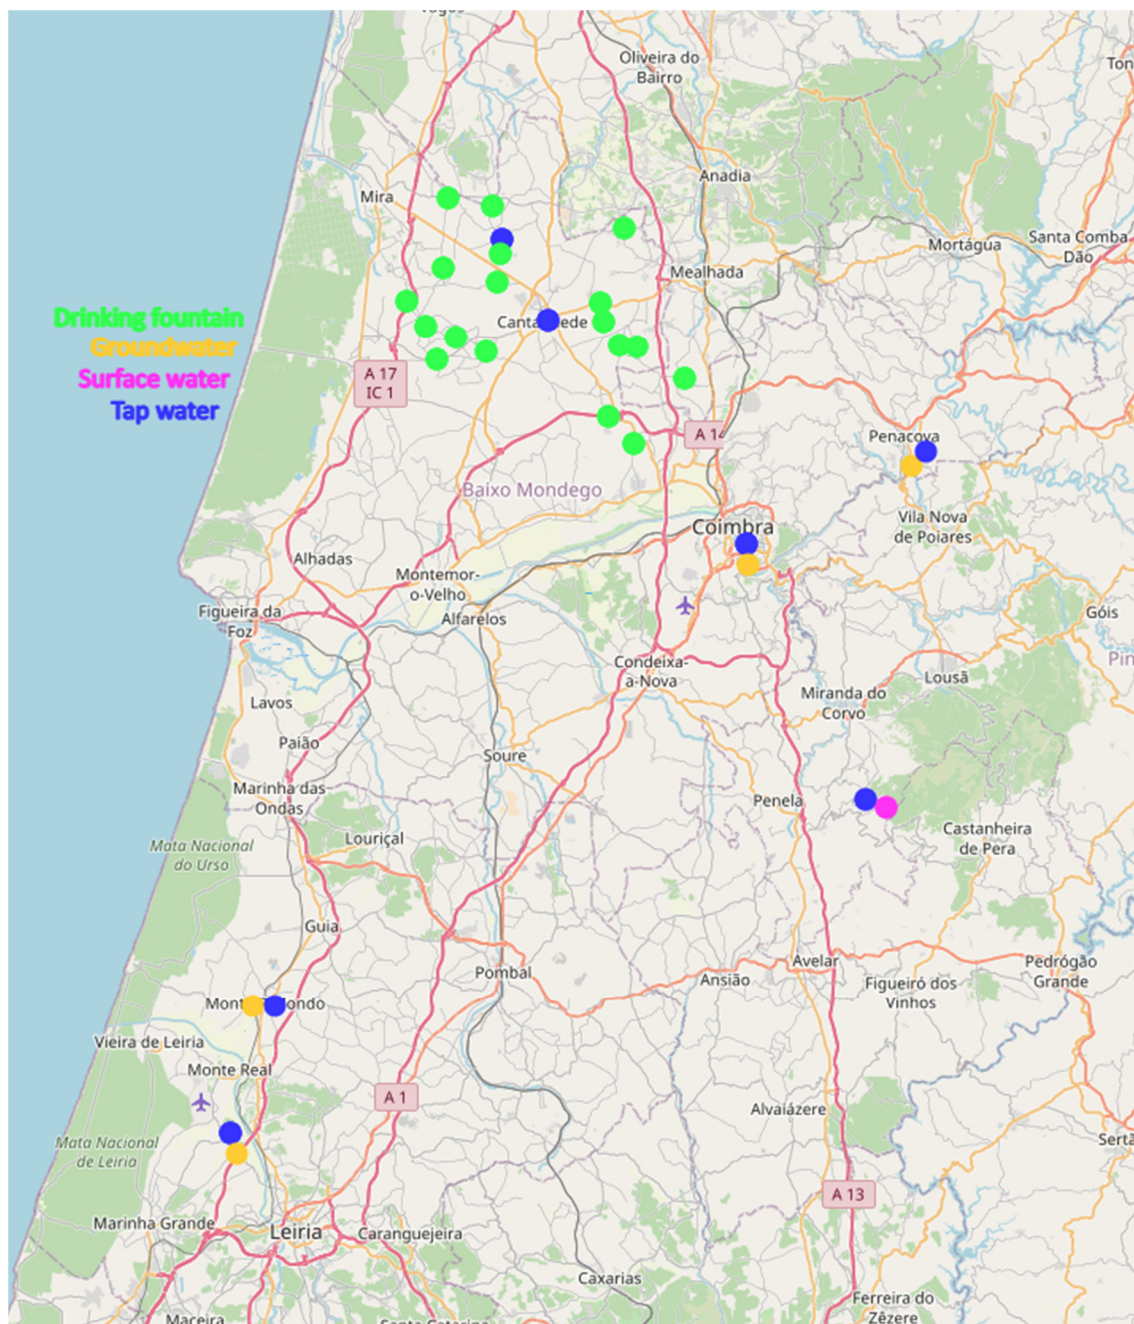 Vagos
Oliveira do
Bairro
Anadia
Mira
Mortágua
Santa Comba
Dão
Mealhada
Drinking fountain
Groundwater
Surface water
Tap water
A 17
IC 1
A 14
Penacova
Baixo Mondego
Vila Nova
de Poiares
Coimbra
Alhadas
Montemor-
o-Velho
Figueira da
Foz
Alfarelos
Góis
Condeixa-
a-Nova
Lousã
Miranda do
Corvo
Lavos
Paião
Soure
Marinha das
Ondas
Penela
Castanheira
de Pera
Louriçal
Mata Nacional
do Urso
Guia
Avelar
Pedrógão
Grande
Pombal
Ansião
Figueiró dos
Vinhos
Vieira de Leiria
Monte Real
A 1
Alvaiázere
Mata Nacional
de Leiria
A 13
Marinha Grande
Leiria
Caranguejeira
Caxarias
Ferreira do
Zêzere
Maceira